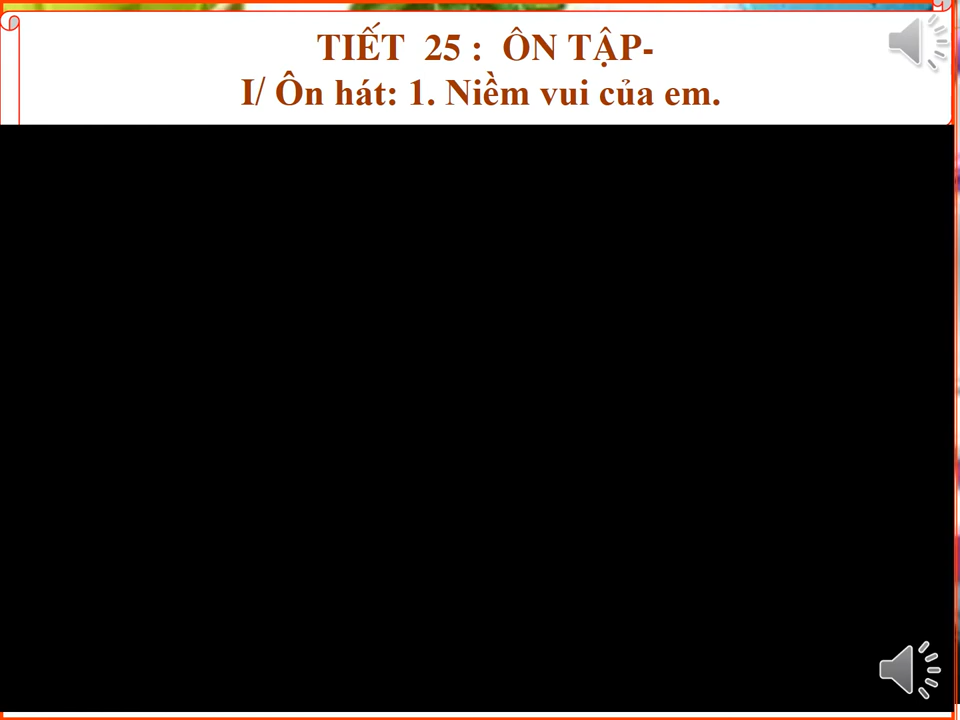 TIẾT 25 : ÔN TẬP-
I/ Ôn hát: 1. Niềm vui của em.